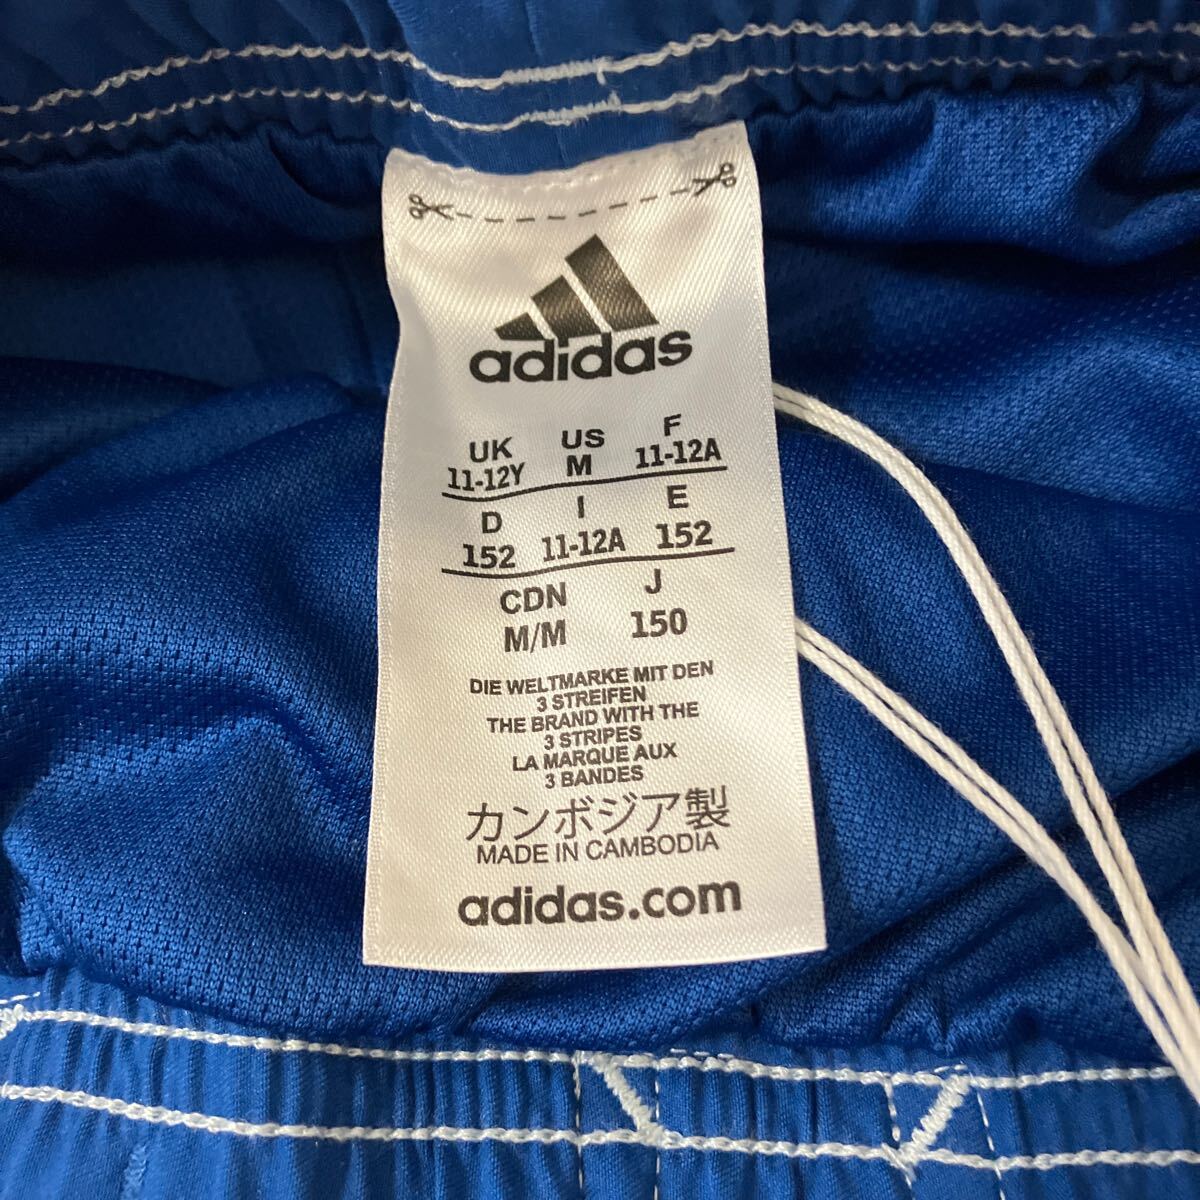 adidas
UK US F
11-12Y M 11-12A
D I E
152 11-12A 152
CDN J
M/M 150
DIE WELTMARKE MIT DEN
3 STREIFEN
THE BRAND WITH THE
3 STRIPES
LA MARQUE AUX
3 BANDES
カンボジア製
MADE IN CAMBODIA
adidas.com